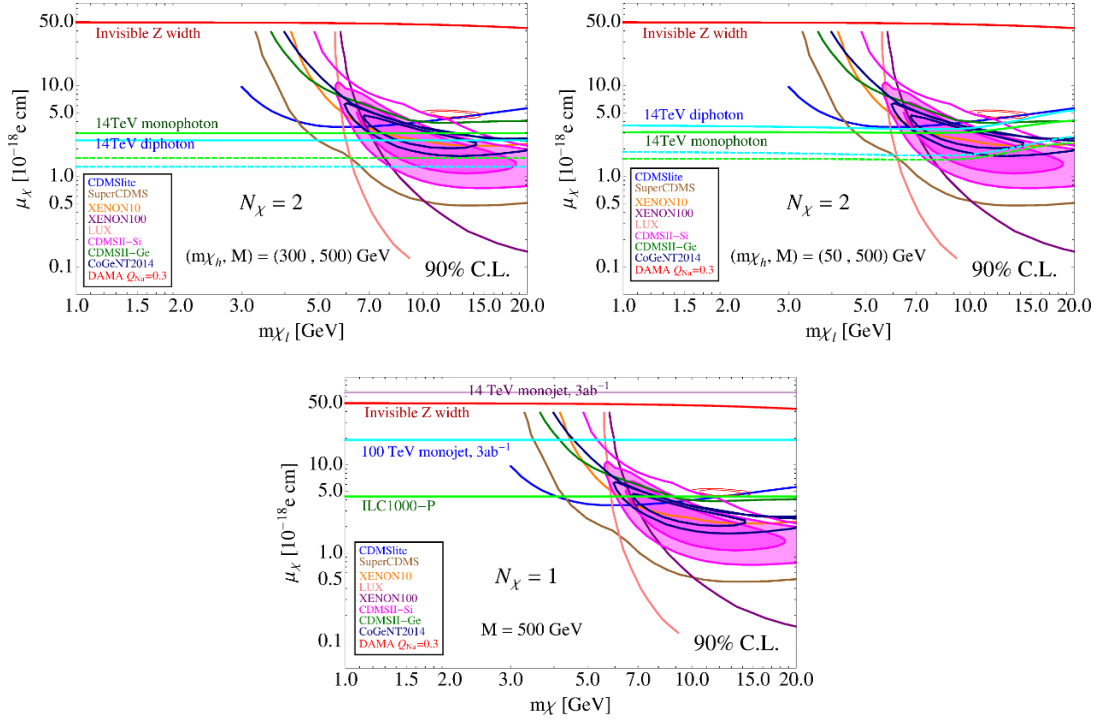 50.0
Invisible Z width
10.0
5.0
14TeV monophoton
14TeV diphoton
1.0
0.5
0.1
μχ [10⁻¹⁸e cm]
CDMSlite
SuperCDMS
XENON10
XENON100
LUX
CDMSII−Si
CDMSII−Ge
CoGeNT2014
DAMA QNa=0.3
Nχ = 2
(mχh, M) = (300 , 500) GeV
90% C.L.
1.0 1.5 2.0 3.0 5.0 7.0 10.0 15.0 20.0
mχl [GeV]
50.0
Invisible Z width
10.0
5.0
14TeV diphoton
14TeV monophoton
1.0
0.5
0.1
μχ [10⁻¹⁸e cm]
CDMSlite
SuperCDMS
XENON10
XENON100
LUX
CDMSII−Si
CDMSII−Ge
CoGeNT2014
DAMA QNa=0.3
Nχ = 2
(mχh, M) = (50 , 500) GeV
90% C.L.
1.0 1.5 2.0 3.0 5.0 7.0 10.0 15.0 20.0
mχl [GeV]
14 TeV monojet, 3ab⁻¹
50.0
Invisible Z width
100 TeV monojet, 3ab⁻¹
10.0
5.0
ILC1000−P
1.0
0.5
0.1
μχ [10⁻¹⁸e cm]
CDMSlite
SuperCDMS
XENON10
LUX
XENON100
CDMSII−Si
CDMSII−Ge
CoGeNT2014
DAMA QNa=0.3
Nχ = 1
M = 500 GeV
90% C.L.
1.0 1.5 2.0 3.0 5.0 7.0 10.0 15.0 20.0
mχ [GeV]